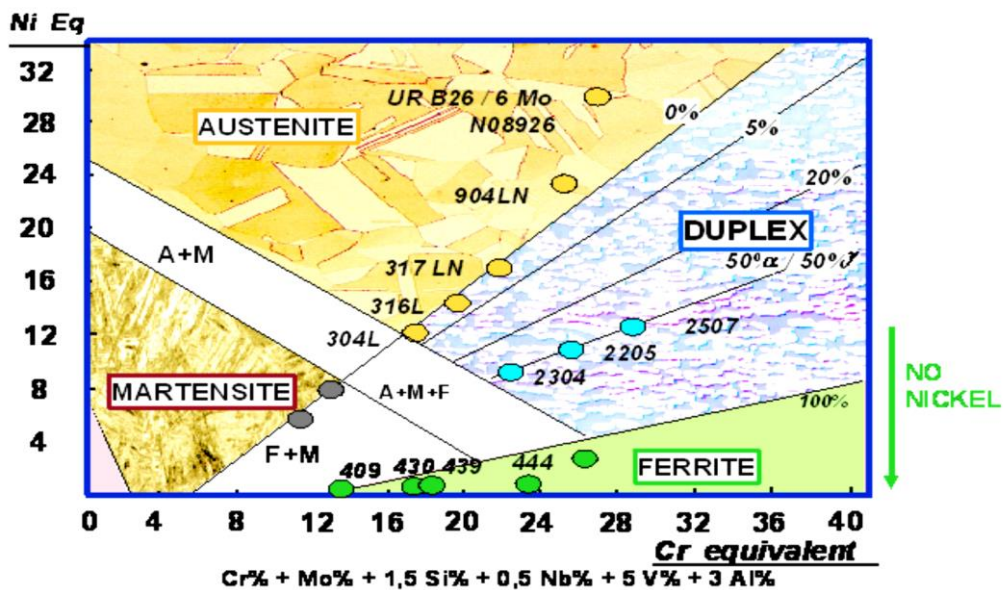 Ni Eq
32
28
24
20
16
12
8
4
UR B26 / 6 Mo
N08926
0%
5%
AUSTENITE
904LN
20%
DUPLEX
A+M
317 LN
50%α / 50%γ
316L
304L
2507
2205
2304
NO
NICKEL
MARTENSITE
A+M+F
100%
F+M
409 430 439 444
FERRITE
0 4 8 12 16 20 24 28 32 36 40
Cr equivalent
Cr% + Mo% + 1,5 Si% + 0,5 Nb% + 5 V% + 3 Al%